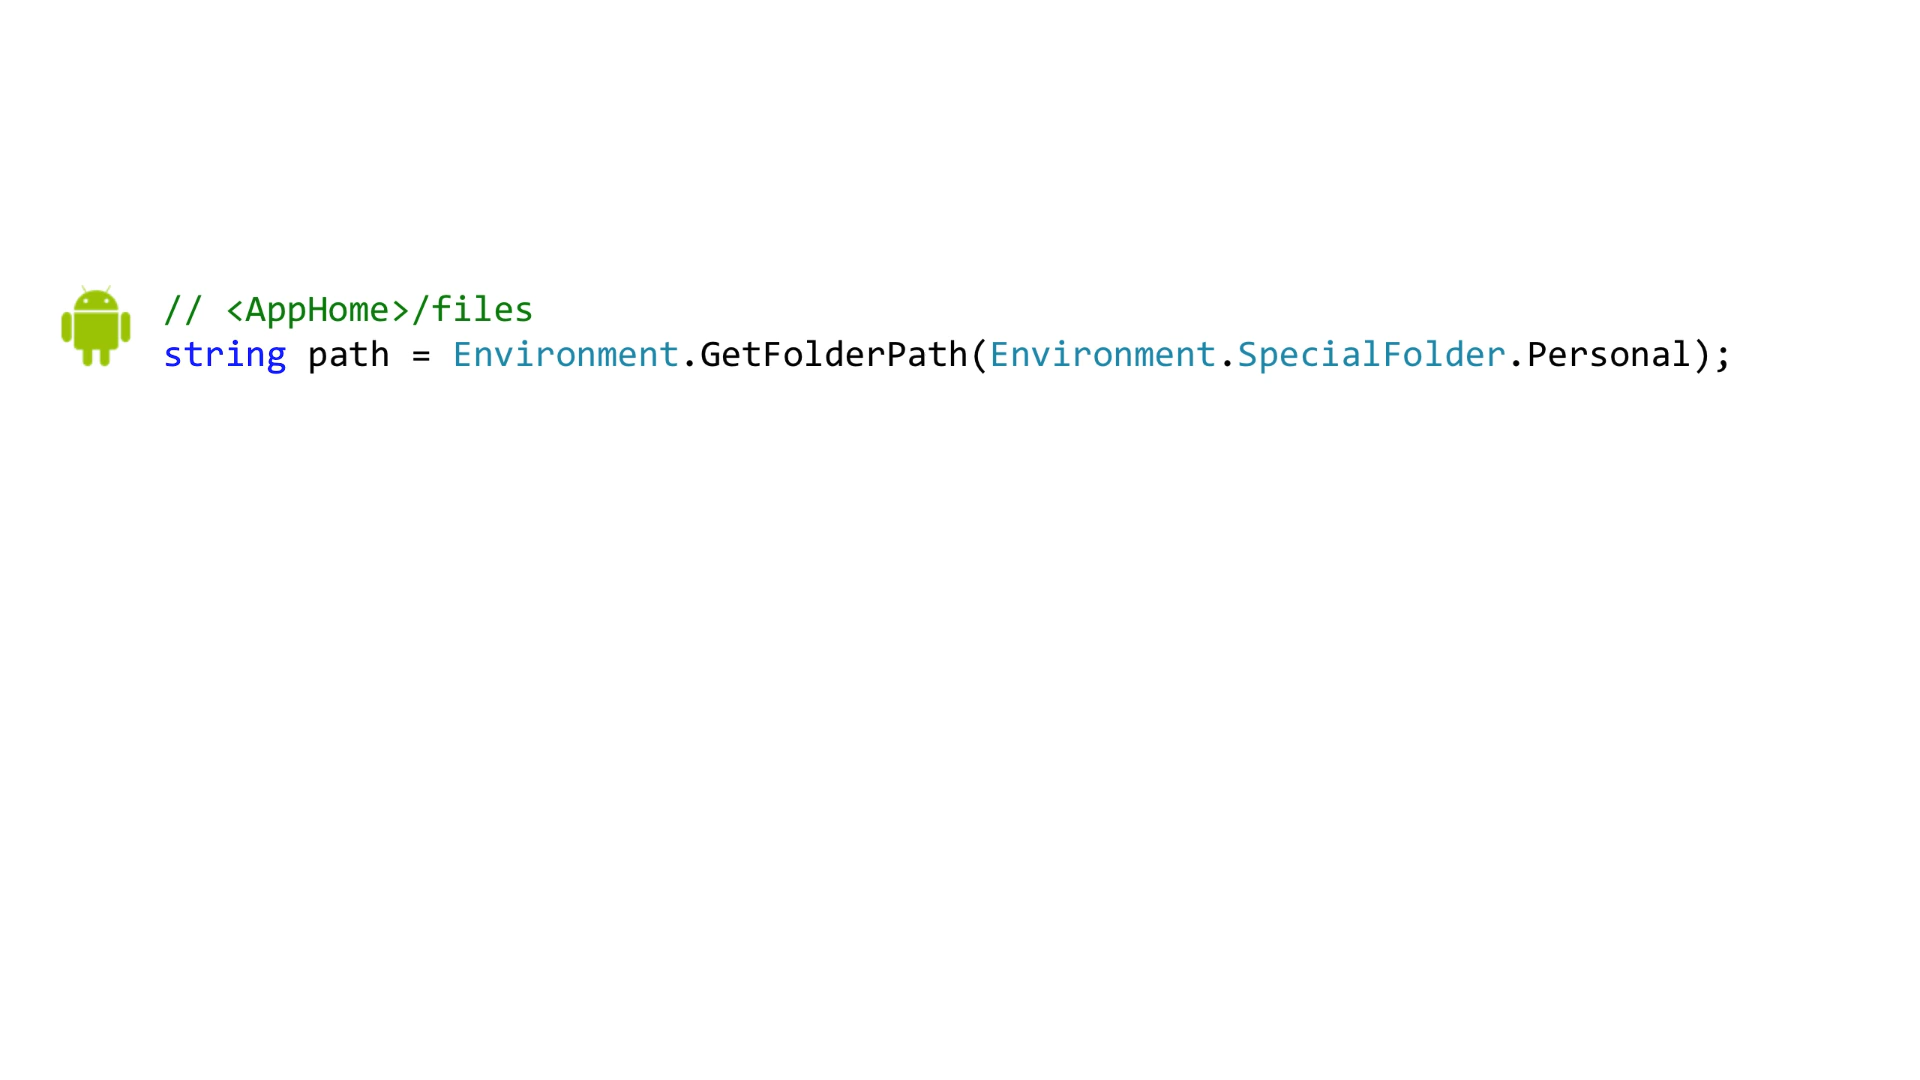 // <AppHome>/files
string path = Environment.GetFolderPath(Environment.SpecialFolder.Personal);